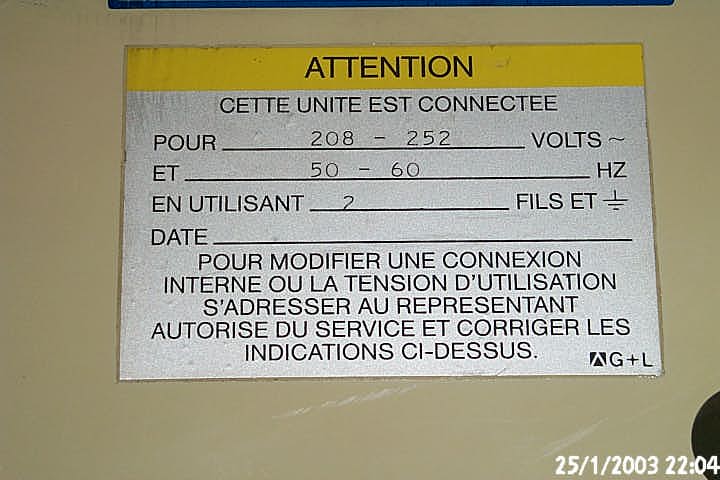 ATTENTION
CETTE UNITE EST CONNECTEE
POUR 208 - 252 VOLTS ~
ET 50 - 60 HZ
EN UTILISANT 2 FILS ET ⏚
DATE
POUR MODIFIER UNE CONNEXION
INTERNE OU LA TENSION D'UTILISATION
S'ADRESSER AU REPRESENTANT
AUTORISE DU SERVICE ET CORRIGER LES
INDICATIONS CI-DESSUS.
G+L
25/1/2003 22:04